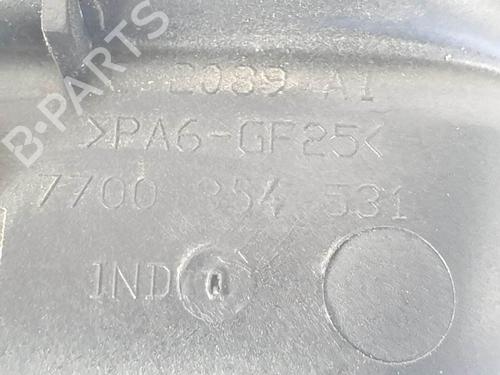 B-PARTS
2089 A1
>PA6-GF25<
7700 854 531
IND